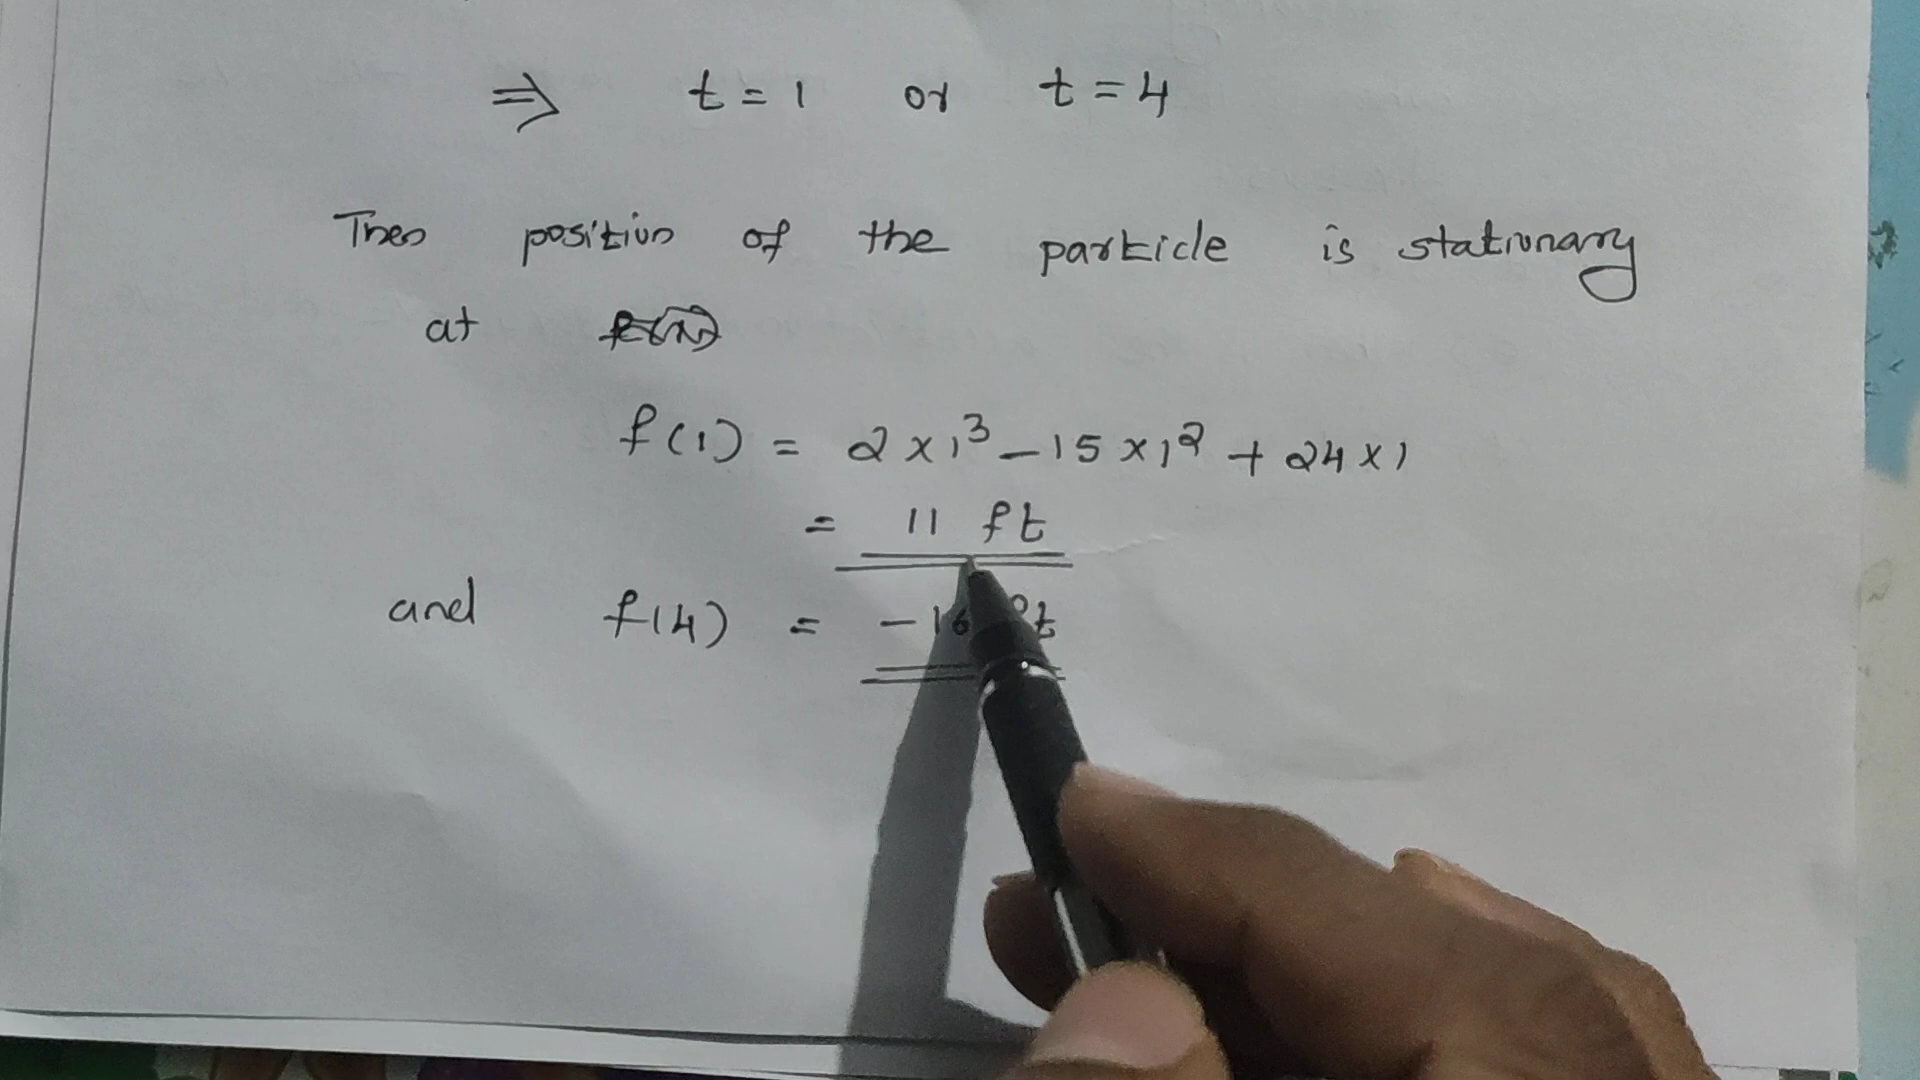 ⇒ t = 1 or t = 4
Then position of the particle is stationary
at
f(1) = 2×1³ – 15×1² + 24×1
= 11 ft
and f(4) = –16 ft